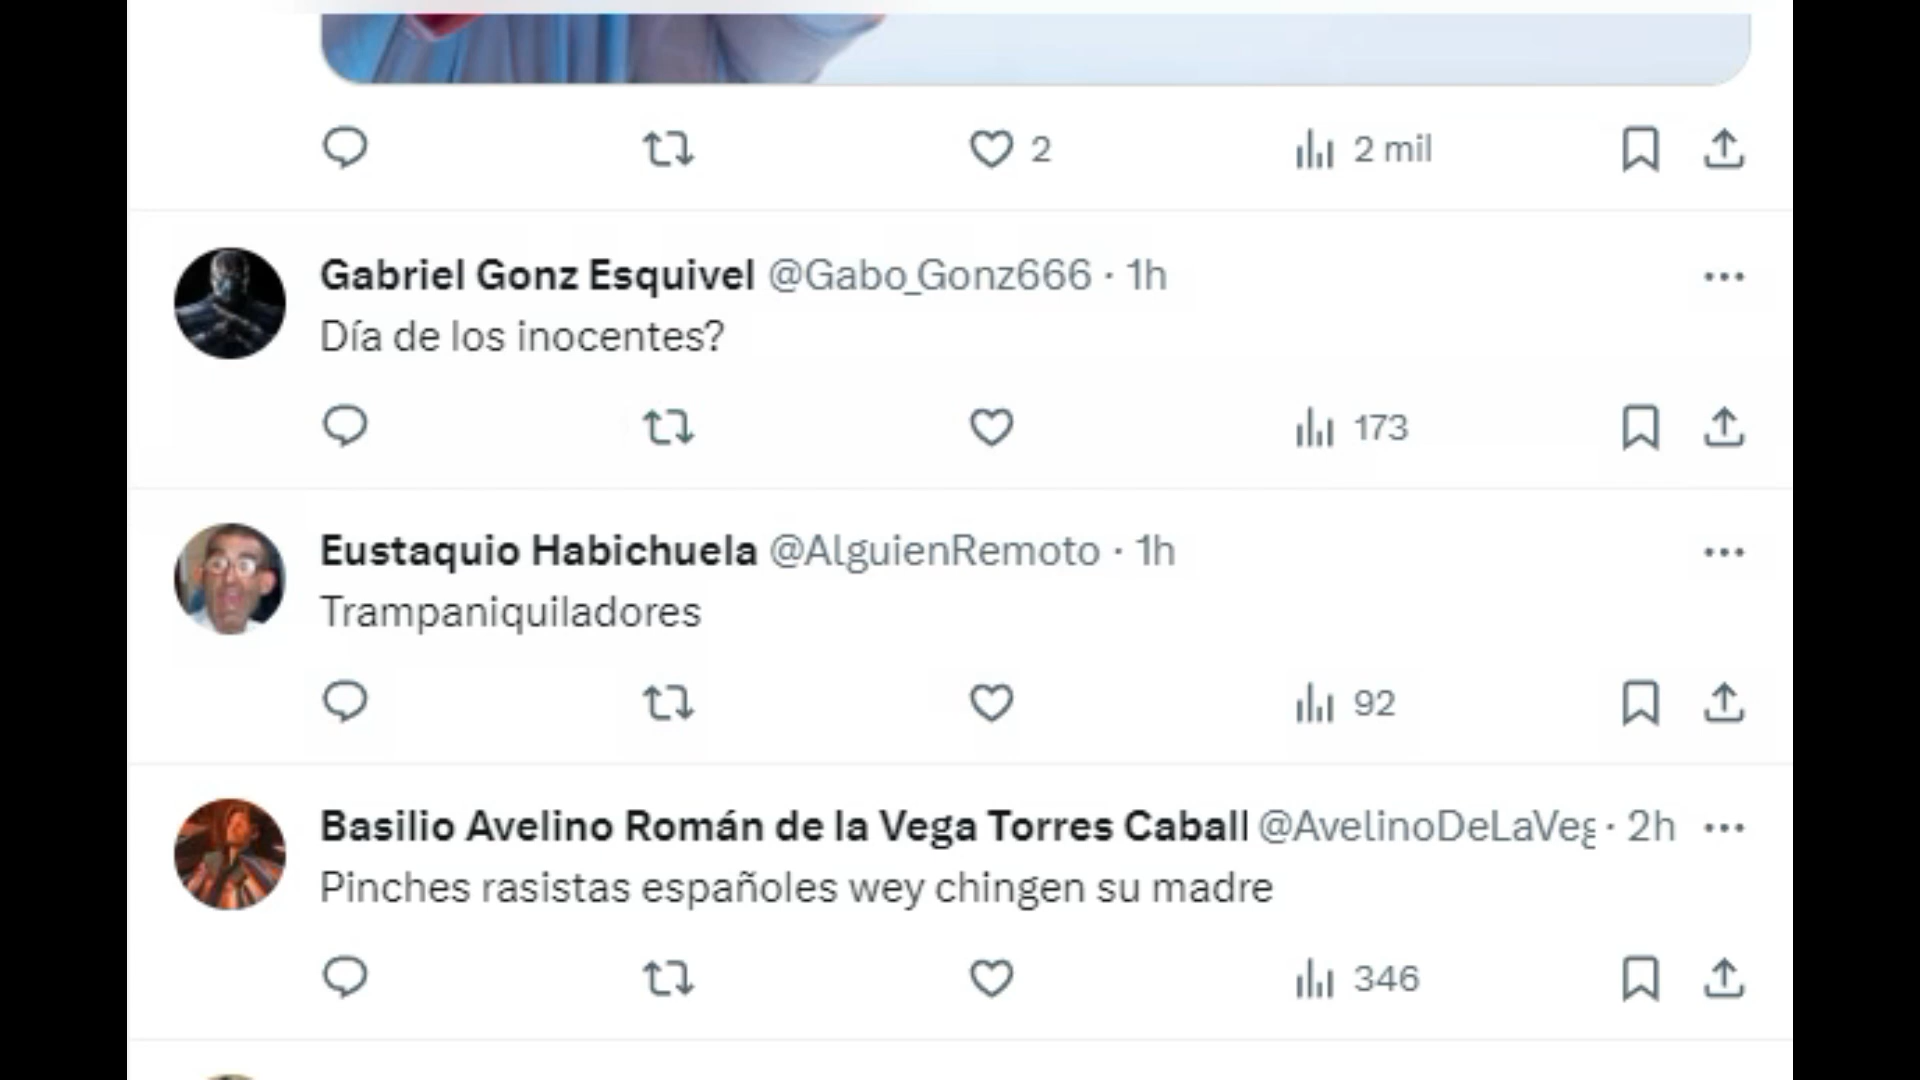 2 2 mil
Gabriel Gonz Esquivel @Gabo_Gonz666 · 1h
Día de los inocentes?
173
Eustaquio Habichuela @AlguienRemoto · 1h
Trampaniquiladores
92
Basilio Avelino Román de la Vega Torres Caball @AvelinoDeLaVeg · 2h
Pinches rasistas españoles wey chingen su madre
346